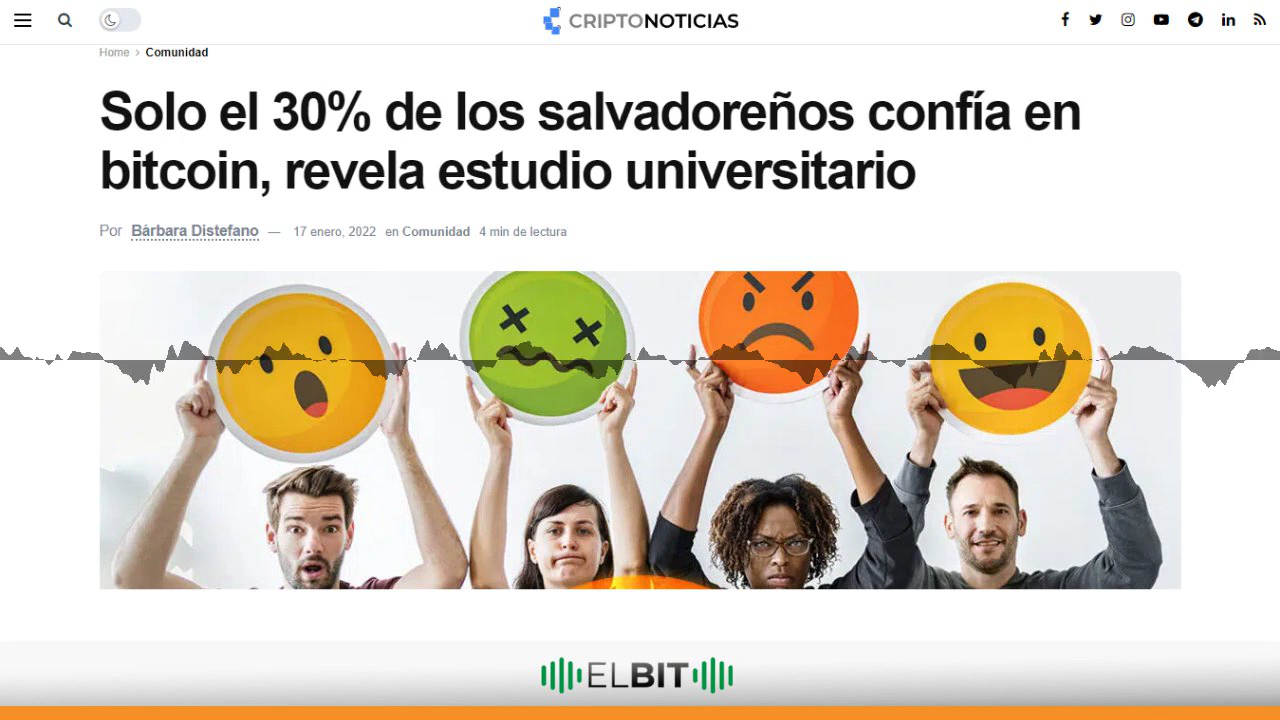 CRIPTONOTICIAS
Home > Comunidad
Solo el 30% de los salvadoreños confía en
bitcoin, revela estudio universitario
Por Bárbara Distefano — 17 enero, 2022 en Comunidad 4 min de lectura
ELBIT